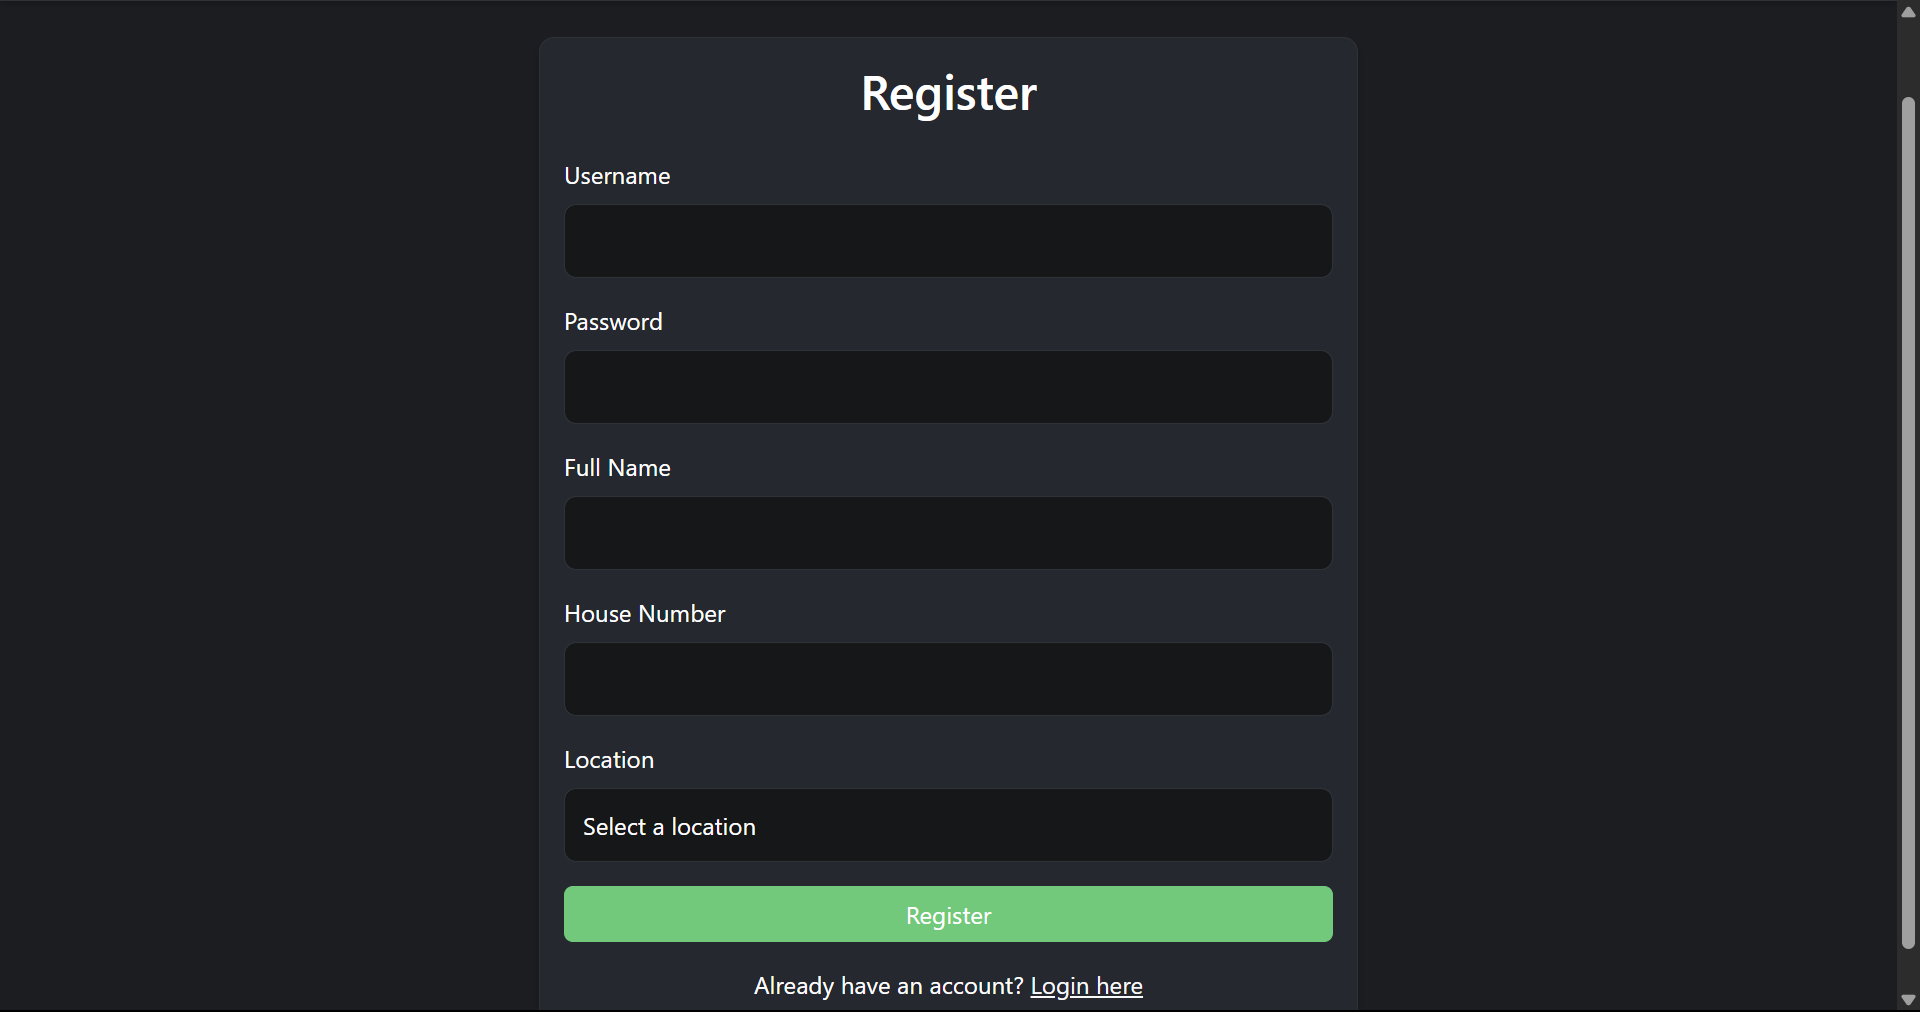 Register
Username
Password
Full Name
House Number
Location
Select a location
Register
Already have an account? Login here